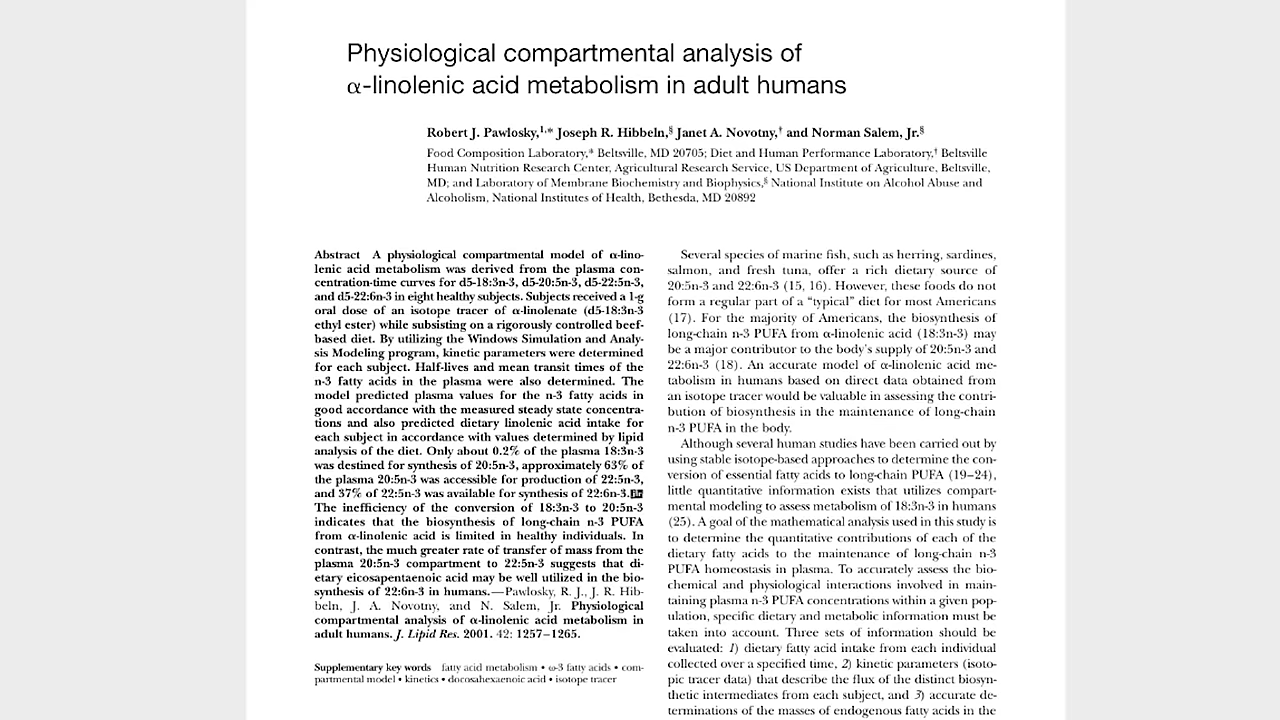 Physiological compartmental analysis of
α-linolenic acid metabolism in adult humans
Robert J. Pawlosky,1,* Joseph R. Hibbeln,§ Janet A. Novotny,† and Norman Salem, Jr.§
Food Composition Laboratory,* Beltsville, MD 20705; Diet and Human Performance Laboratory,† Beltsville
Human Nutrition Research Center, Agricultural Research Service, US Department of Agriculture, Beltsville,
MD; and Laboratory of Membrane Biochemistry and Biophysics,§ National Institute on Alcohol Abuse and
Alcoholism, National Institutes of Health, Bethesda, MD 20892
Abstract A physiological compartmental model of α-lino-
lenic acid metabolism was derived from the plasma con-
centration-time curves for d5-18:3n-3, d5-20:5n-3, d5-22:5n-3,
and d5-22:6n-3 in eight healthy subjects. Subjects received a 1-g
oral dose of an isotope tracer of α-linolenate (d5-18:3n-3
ethyl ester) while subsisting on a rigorously controlled beef-
based diet. By utilizing the Windows Simulation and Analy-
sis Modeling program, kinetic parameters were determined
for each subject. Half-lives and mean transit times of the
n-3 fatty acids in the plasma were also determined. The
model predicted plasma values for the n-3 fatty acids in
good accordance with the measured steady state concentra-
tions and also predicted dietary linolenic acid intake for
each subject in accordance with values determined by lipid
analysis of the diet. Only about 0.2% of the plasma 18:3n-3
was destined for synthesis of 20:5n-3, approximately 63% of
the plasma 20:5n-3 was accessible for production of 22:5n-3,
and 37% of 22:5n-3 was available for synthesis of 22:6n-3.
The inefficiency of the conversion of 18:3n-3 to 20:5n-3
indicates that the biosynthesis of long-chain n-3 PUFA
from α-linolenic acid is limited in healthy individuals. In
contrast, the much greater rate of transfer of mass from the
plasma 20:5n-3 compartment to 22:5n-3 suggests that di-
etary eicosapentaenoic acid may be well utilized in the bio-
synthesis of 22:6n-3 in humans.—Pawlosky, R. J., J. R. Hib-
beln, J. A. Novotny, and N. Salem, Jr. Physiological
compartmental analysis of α-linolenic acid metabolism in
adult humans. J. Lipid Res. 2001. 42: 1257–1265.
Supplementary key words fatty acid metabolism • ω-3 fatty acids • com-
partmental model • kinetics • docosahexaenoic acid • isotope tracer
Several species of marine fish, such as herring, sardines,
salmon, and fresh tuna, offer a rich dietary source of
20:5n-3 and 22:6n-3 (15, 16). However, these foods do not
form a regular part of a “typical” diet for most Americans
(17). For the majority of Americans, the biosynthesis of
long-chain n-3 PUFA from α-linolenic acid (18:3n-3) may
be a major contributor to the body’s supply of 20:5n-3 and
22:6n-3 (18). An accurate model of α-linolenic acid me-
tabolism in humans based on direct data obtained from
an isotope tracer would be valuable in assessing the contri-
bution of biosynthesis in the maintenance of long-chain
n-3 PUFA in the body.
Although several human studies have been carried out by
using stable isotope-based approaches to determine the con-
version of essential fatty acids to long-chain PUFA (19–24),
little quantitative information exists that utilizes compart-
mental modeling to assess metabolism of 18:3n-3 in humans
(25). A goal of the mathematical analysis used in this study is
to determine the quantitative contributions of each of the
dietary fatty acids to the maintenance of long-chain n-3
PUFA homeostasis in plasma. To accurately assess the bio-
chemical and physiological interactions involved in main-
taining plasma n-3 PUFA concentrations within a given pop-
ulation, specific dietary and metabolic information must be
taken into account. Three sets of information should be
evaluated: 1) dietary fatty acid intake from each individual
collected over a specified time, 2) kinetic parameters (isoto-
pic tracer data) that describe the flux of the distinct biosyn-
thetic intermediates from each subject, and 3) accurate de-
terminations of the masses of endogenous fatty acids in the